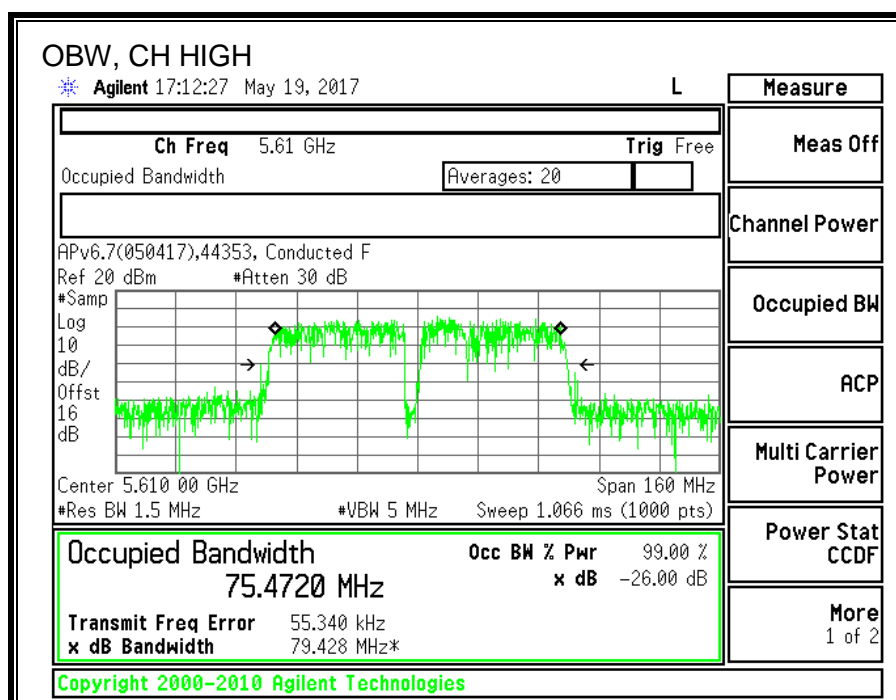 OBW, CH HIGH
Agilent 17:12:27 May 19, 2017 L
Measure
Ch Freq 5.61 GHz Trig Free
Meas Off
Occupied Bandwidth Averages: 20
Channel Power
APv6.7(050417),44353, Conducted F
Ref 20 dBm #Atten 30 dB
#Samp
Log
10
dB/
Offst
16
dB
Occupied BW
ACP
Multi Carrier
Power
Center 5.610 00 GHz Span 160 MHz
#Res BW 1.5 MHz #VBW 5 MHz Sweep 1.066 ms (1000 pts)
Power Stat
CCDF
Occupied Bandwidth Occ BW % Pwr 99.00 %
75.4720 MHz x dB -26.00 dB
Transmit Freq Error 55.340 kHz
x dB Bandwidth 79.428 MHz*
More
1 of 2
Copyright 2000-2010 Agilent Technologies